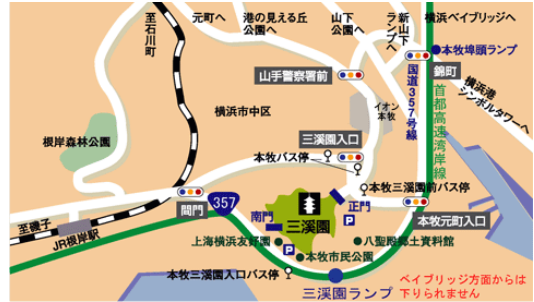 至石川町
元町へ
港の見える丘
公園へ
山下
公園へ
新山下
ランプへ
横浜ベイブリッジへ
本牧埠頭ランプ
錦町
山手警察署前
国道357号線
首都高速湾岸線
横浜港
シンボルタワーへ
横浜市中区
イオン
本牧
根岸森林公園
三溪園入口
本牧バス停
本牧三溪園前バス停
間門
357
正門
三溪園
南門
P
本牧元町入口
至磯子
JR根岸駅
上海横浜友好園
八聖殿郷土資料館
P
本牧市民公園
本牧三溪園入口バス停
三溪園ランプ
ベイブリッジ方面からは
下りられません